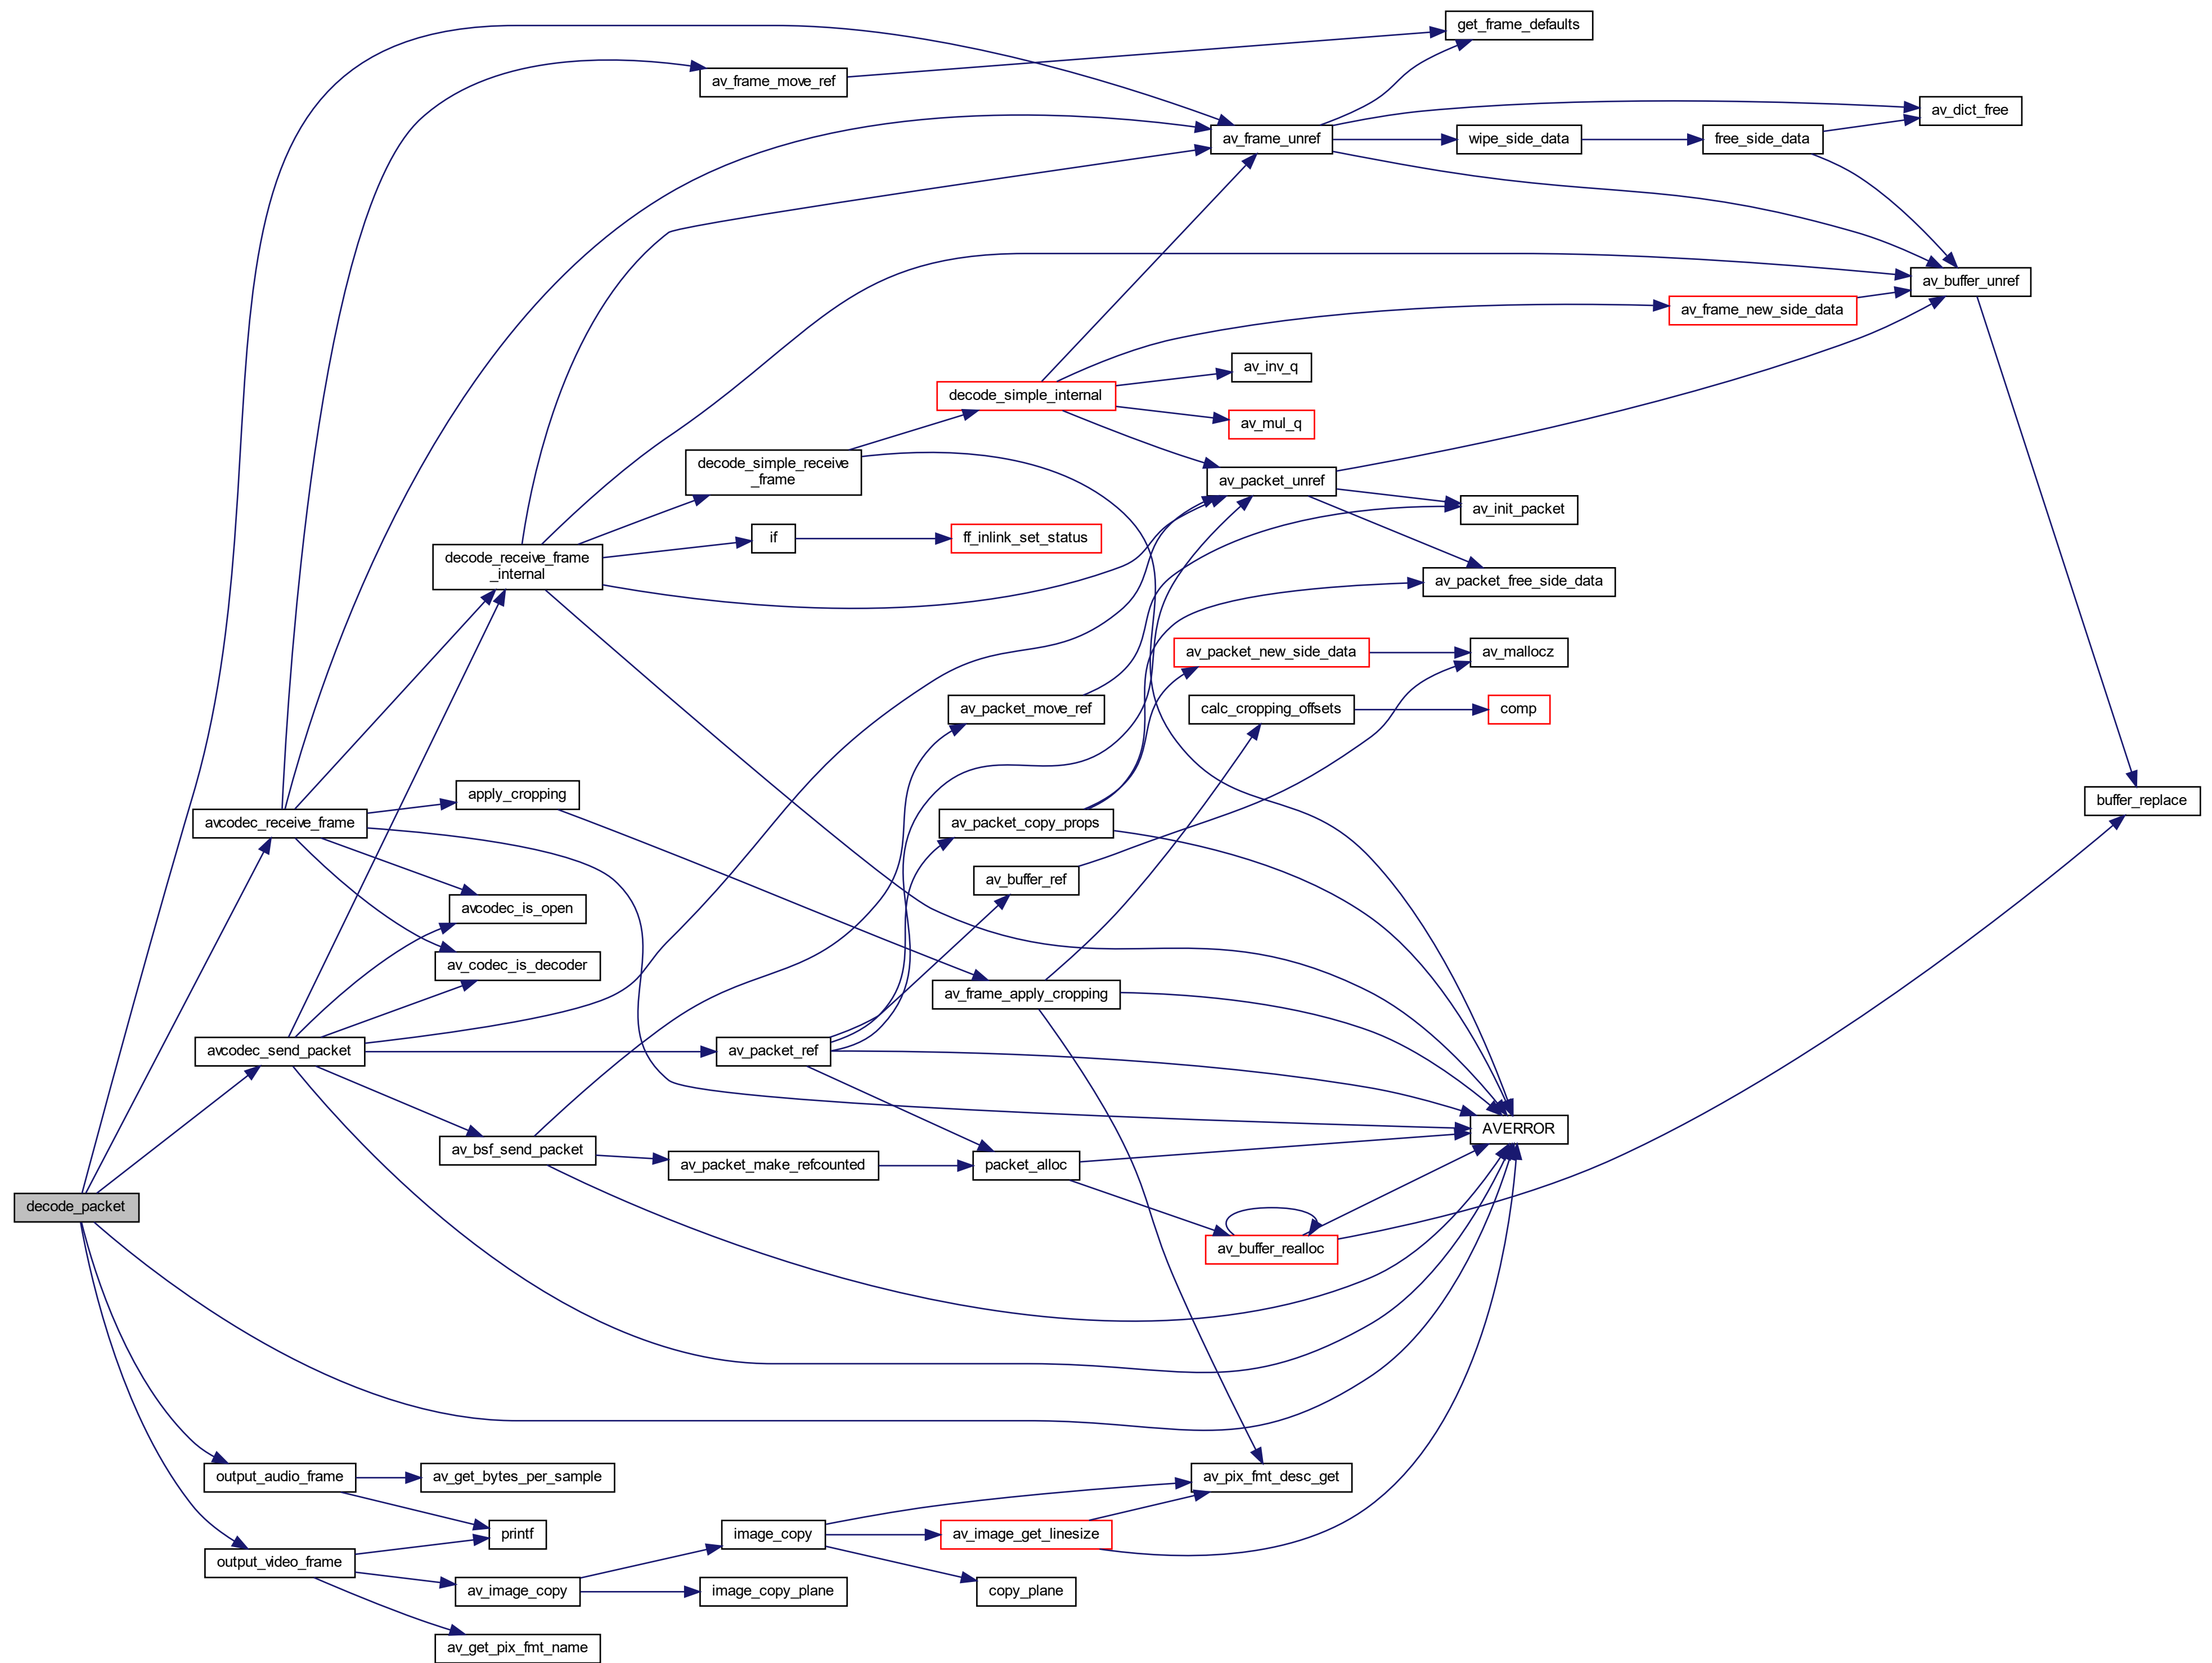 get_frame_defaults
av_frame_move_ref
av_dict_free
av_frame_unref
wipe_side_data
free_side_data
av_buffer_unref
av_frame_new_side_data
av_inv_q
decode_simple_internal
av_mul_q
decode_simple_receive
_frame
av_packet_unref
av_init_packet
if
ff_inlink_set_status
decode_receive_frame
_internal
av_packet_free_side_data
av_packet_new_side_data
av_mallocz
av_packet_move_ref
calc_cropping_offsets
comp
apply_cropping
buffer_replace
avcodec_receive_frame
av_packet_copy_props
av_buffer_ref
avcodec_is_open
av_codec_is_decoder
av_frame_apply_cropping
avcodec_send_packet
av_packet_ref
AVERROR
av_bsf_send_packet
av_packet_make_refcounted
packet_alloc
decode_packet
av_buffer_realloc
output_audio_frame
av_get_bytes_per_sample
av_pix_fmt_desc_get
printf
image_copy
av_image_get_linesize
output_video_frame
av_image_copy
image_copy_plane
copy_plane
av_get_pix_fmt_name